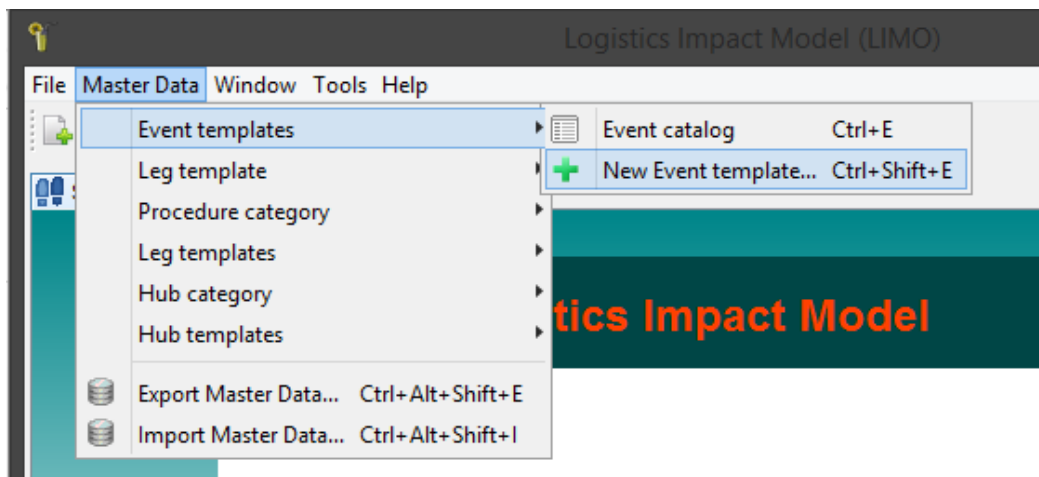 Logistics Impact Model (LIMO)
File Master Data Window Tools Help
Event templates
Leg template
Procedure category
Leg templates
Hub category
Hub templates
Export Master Data... Ctrl+Alt+Shift+E
Import Master Data... Ctrl+Alt+Shift+I
Event catalog Ctrl+E
New Event template... Ctrl+Shift+E
tics Impact Model